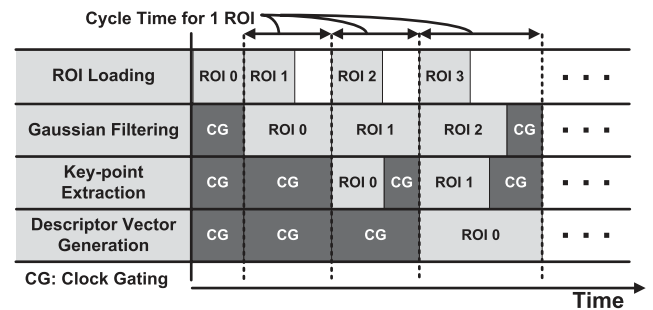 Cycle Time for 1 ROI
ROI Loading ROI 0 ROI 1 ROI 2 ROI 3 . . .
Gaussian Filtering CG ROI 0 ROI 1 ROI 2 CG . . .
Key-point
Extraction CG CG ROI 0 CG ROI 1 CG . . .
Descriptor Vector
Generation CG CG CG ROI 0 . . .
CG: Clock Gating
Time